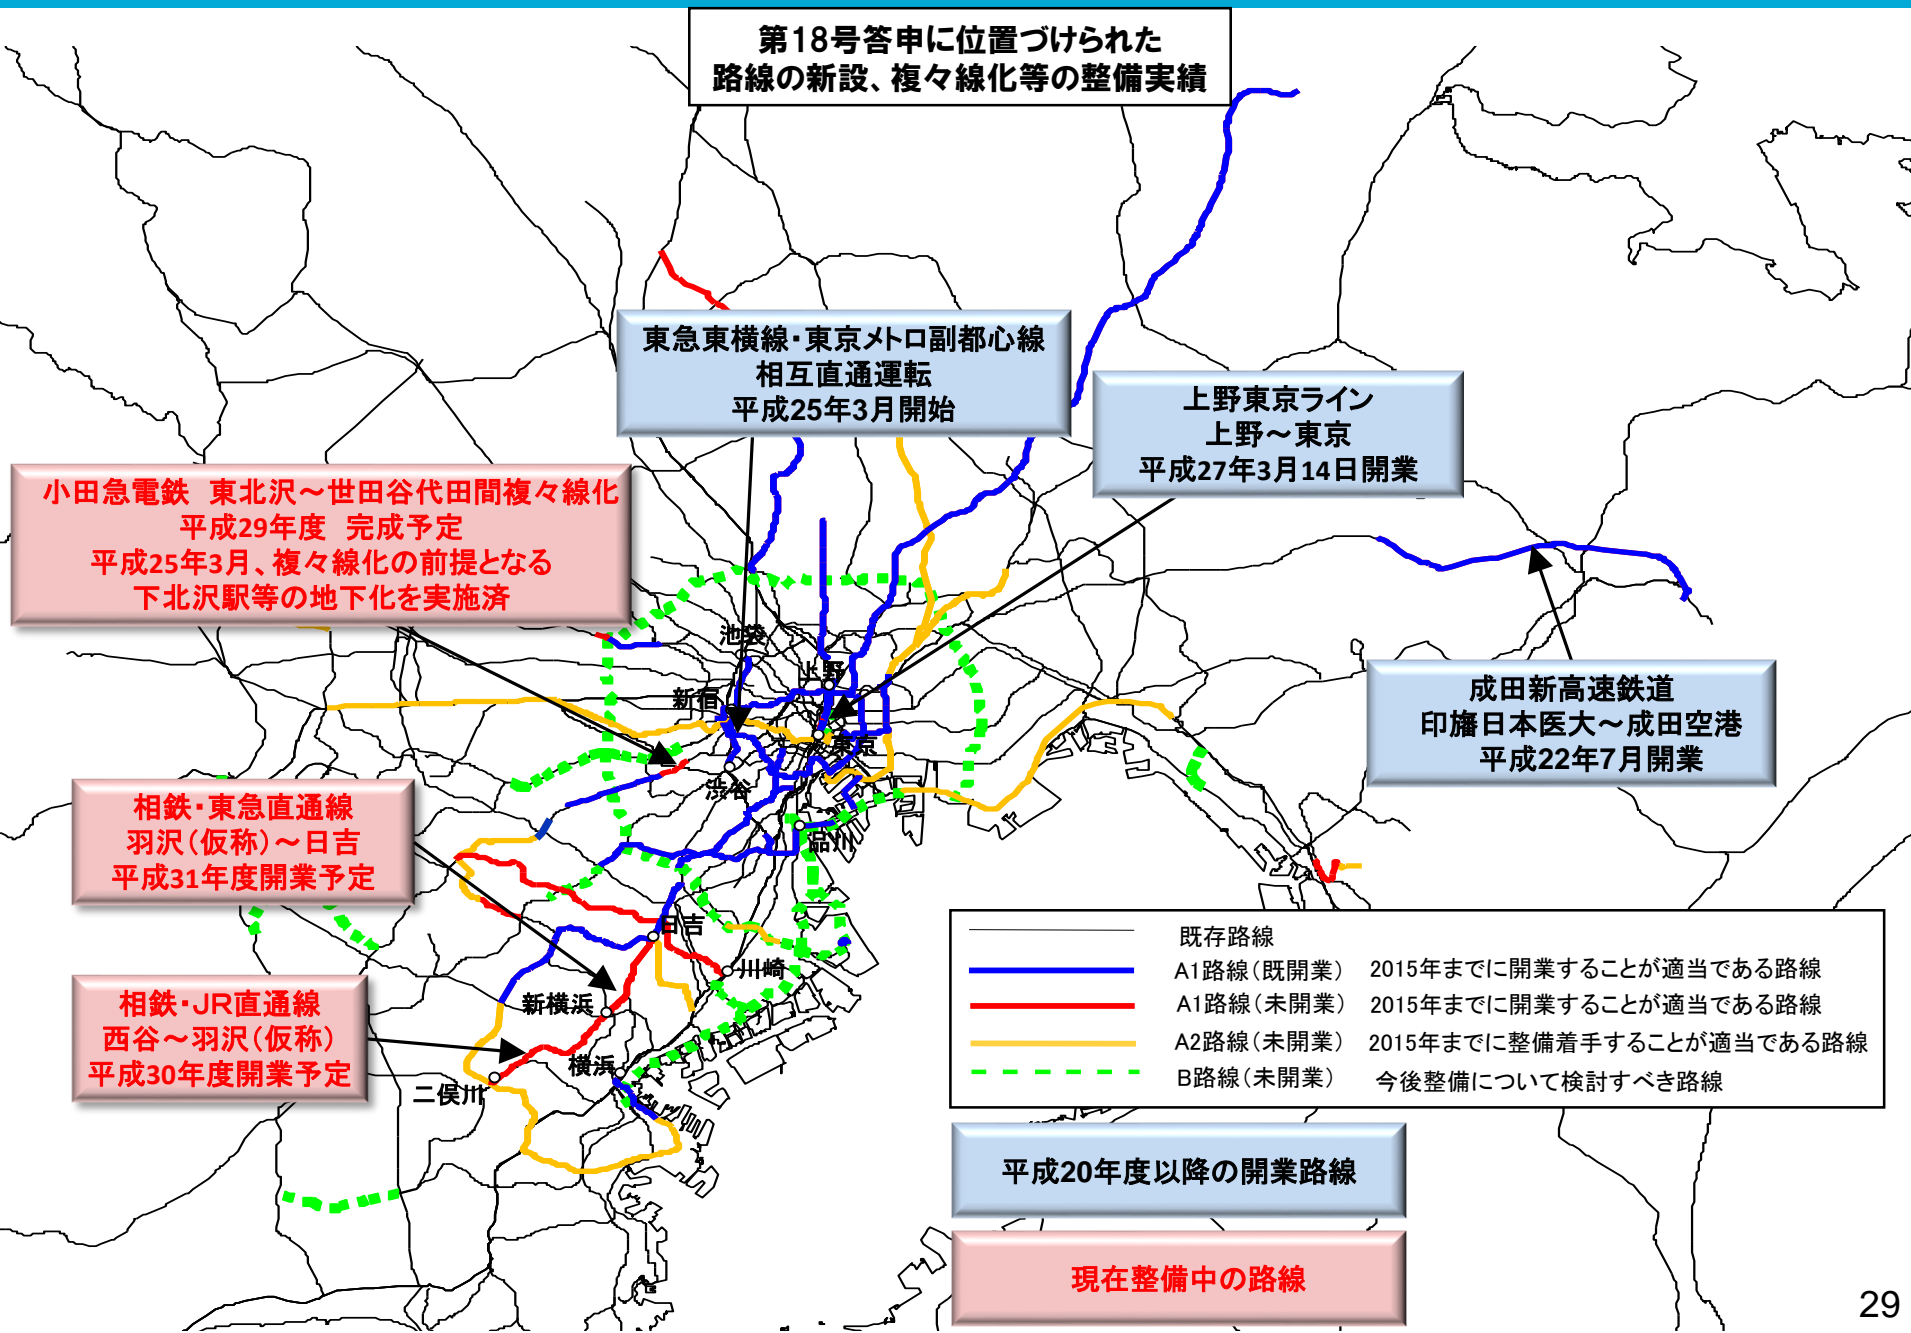 第18号答申に位置づけられた
路線の新設、複々線化等の整備実績
東急東横線・東京メトロ副都心線
相互直通運転
平成25年3月開始
上野東京ライン
上野～東京
平成27年3月14日開業
小田急電鉄　東北沢～世田谷代田間複々線化
平成29年度　完成予定
平成25年3月、複々線化の前提となる
下北沢駅等の地下化を実施済
池袋
上野
新宿
東京
渋谷
品川
成田新高速鉄道
印旛日本医大～成田空港
平成22年7月開業
相鉄・東急直通線
羽沢（仮称）～日吉
平成31年度開業予定
日吉
川崎
新横浜
横浜
二俣川
相鉄・ＪＲ直通線
西谷～羽沢（仮称）
平成30年度開業予定
既存路線
A1路線（既開業）　2015年までに開業することが適当である路線
A1路線（未開業）　2015年までに開業することが適当である路線
A2路線（未開業）　2015年までに整備着手することが適当である路線
B路線（未開業）　今後整備について検討すべき路線
平成20年度以降の開業路線
現在整備中の路線
29